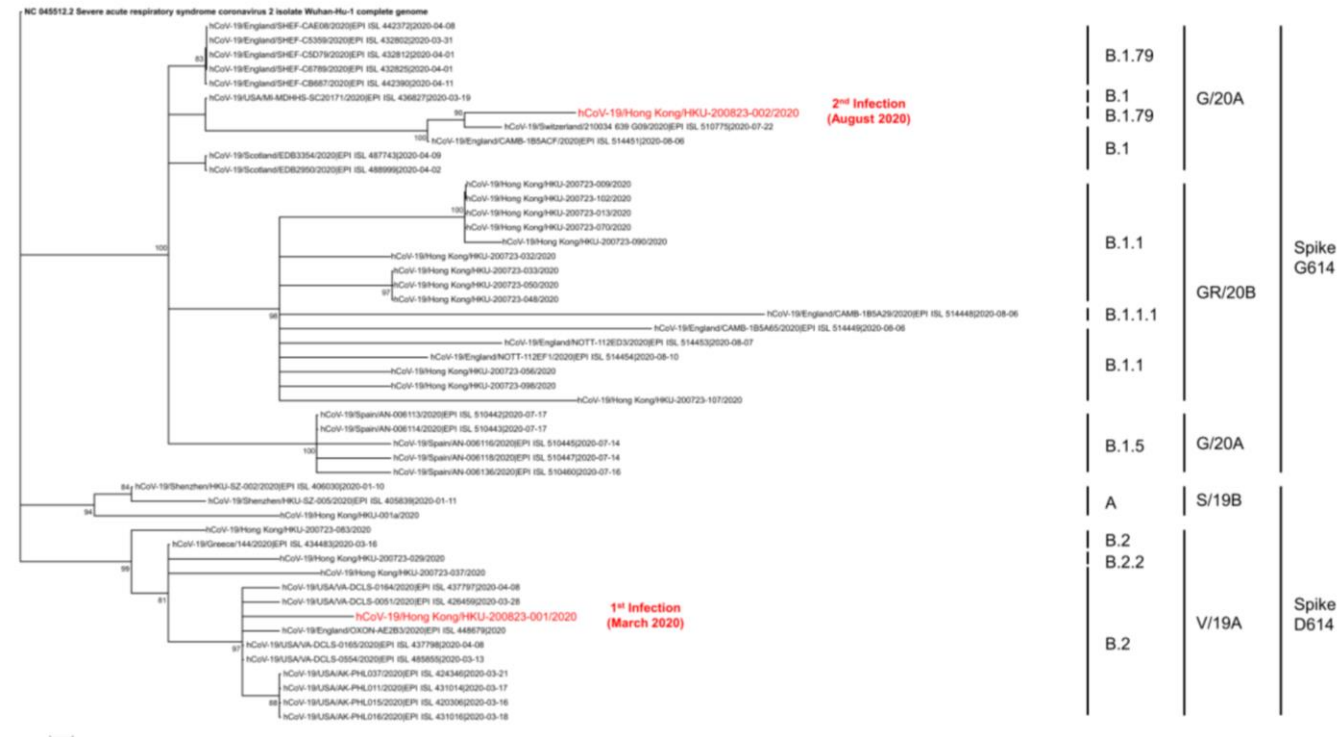 NC 045512.2 Severe acute respiratory syndrome coronavirus 2 isolate Wuhan-Hu-1 complete genome
hCoV-19/England/SHEF-CAE08/2020|EPI ISL 442372|2020-04-08
hCoV-19/England/SHEF-C5359/2020|EPI ISL 432802|2020-03-31
hCoV-19/England/SHEF-C5D79/2020|EPI ISL 432812|2020-04-01
83
hCoV-19/England/SHEF-C6789/2020|EPI ISL 432825|2020-04-01
hCoV-19/England/SHEF-CB687/2020|EPI ISL 442390|2020-04-11
B.1.79
hCoV-19/USA/MI-MDHHS-SC20171/2020|EPI ISL 436827|2020-03-19
B.1
G/20A
hCoV-19/Hong Kong/HKU-200823-002/2020
2nd Infection
(August 2020)
B.1.79
hCoV-19/Switzerland/210034 639 G09/2020|EPI ISL 510775|2020-07-22
100
hCoV-19/England/CAMB-1B5ACF/2020|EPI ISL 514451|2020-08-06
B.1
hCoV-19/Scotland/EDB3354/2020|EPI ISL 487743|2020-04-09
hCoV-19/Scotland/EDB2950/2020|EPI ISL 488999|2020-04-02
hCoV-19/Hong Kong/HKU-200723-009/2020
hCoV-19/Hong Kong/HKU-200723-102/2020
100
hCoV-19/Hong Kong/HKU-200723-013/2020
hCoV-19/Hong Kong/HKU-200723-070/2020
hCoV-19/Hong Kong/HKU-200723-090/2020
B.1.1
100
Spike
G614
hCoV-19/Hong Kong/HKU-200723-032/2020
hCoV-19/Hong Kong/HKU-200723-033/2020
hCoV-19/Hong Kong/HKU-200723-050/2020
97
hCoV-19/Hong Kong/HKU-200723-048/2020
GR/20B
98
hCoV-19/England/CAMB-1B5A29/2020|EPI ISL 514448|2020-08-06
B.1.1.1
hCoV-19/England/CAMB-1B5A65/2020|EPI ISL 514449|2020-08-06
hCoV-19/England/NOTT-112ED3/2020|EPI ISL 514453|2020-08-07
hCoV-19/England/NOTT-112EF1/2020|EPI ISL 514454|2020-08-10
B.1.1
hCoV-19/Hong Kong/HKU-200723-056/2020
hCoV-19/Hong Kong/HKU-200723-098/2020
hCoV-19/Hong Kong/HKU-200723-107/2020
hCoV-19/Spain/AN-006113/2020|EPI ISL 510442|2020-07-17
hCoV-19/Spain/AN-006114/2020|EPI ISL 510443|2020-07-17
100
hCoV-19/Spain/AN-006116/2020|EPI ISL 510445|2020-07-14
B.1.5
G/20A
hCoV-19/Spain/AN-006118/2020|EPI ISL 510447|2020-07-14
hCoV-19/Spain/AN-006136/2020|EPI ISL 510460|2020-07-16
84
hCoV-19/Shenzhen/HKU-SZ-002/2020|EPI ISL 406030|2020-01-10
hCoV-19/Shenzhen/HKU-SZ-005/2020|EPI ISL 405839|2020-01-11
94
hCoV-19/Hong Kong/HKU-001a/2020
A
S/19B
hCoV-19/Hong Kong/HKU-200723-083/2020
hCoV-19/Greece/144/2020|EPI ISL 434483|2020-03-16
B.2
hCoV-19/Hong Kong/HKU-200723-029/2020
B.2.2
99
hCoV-19/Hong Kong/HKU-200723-037/2020
hCoV-19/USA/VA-DCLS-0164/2020|EPI ISL 437797|2020-04-08
81
hCoV-19/USA/VA-DCLS-0051/2020|EPI ISL 426459|2020-03-28
hCoV-19/Hong Kong/HKU-200823-001/2020
1st Infection
(March 2020)
V/19A
Spike
D614
hCoV-19/England/OXON-AE2B3/2020|EPI ISL 448679|2020
97
hCoV-19/USA/VA-DCLS-0165/2020|EPI ISL 437798|2020-04-08
B.2
hCoV-19/USA/VA-DCLS-0554/2020|EPI ISL 485855|2020-03-13
hCoV-19/USA/AK-PHL037/2020|EPI ISL 424346|2020-03-21
hCoV-19/USA/AK-PHL011/2020|EPI ISL 431014|2020-03-17
88
hCoV-19/USA/AK-PHL015/2020|EPI ISL 420306|2020-03-16
hCoV-19/USA/AK-PHL016/2020|EPI ISL 431016|2020-03-18